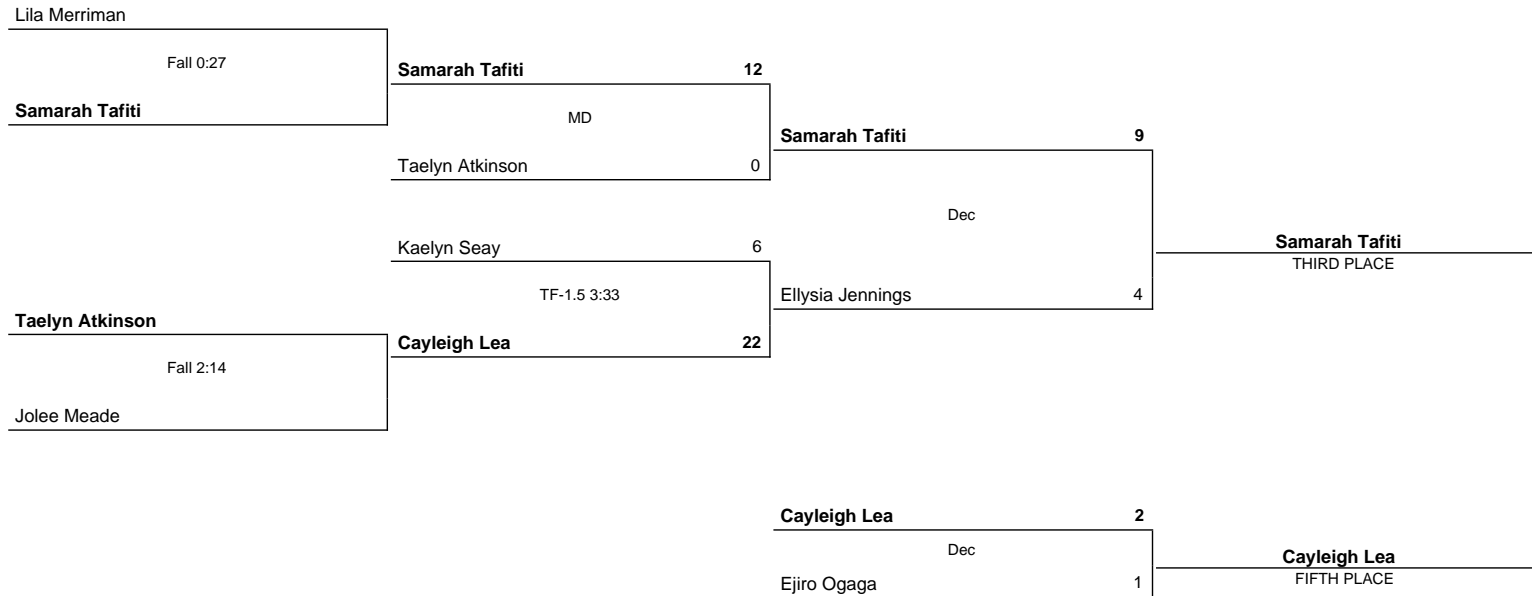 Lila Merriman
Fall 0:27
Samarah Tafiti 12
Samarah Tafiti
MD
Samarah Tafiti 9
Taelyn Atkinson 0
Dec
Kaelyn Seay 6
Samarah Tafiti
THIRD PLACE
TF-1.5 3:33
Ellysia Jennings 4
Taelyn Atkinson
Cayleigh Lea 22
Fall 2:14
Jolee Meade
Cayleigh Lea 2
Dec
Cayleigh Lea
FIFTH PLACE
Ejiro Ogaga 1